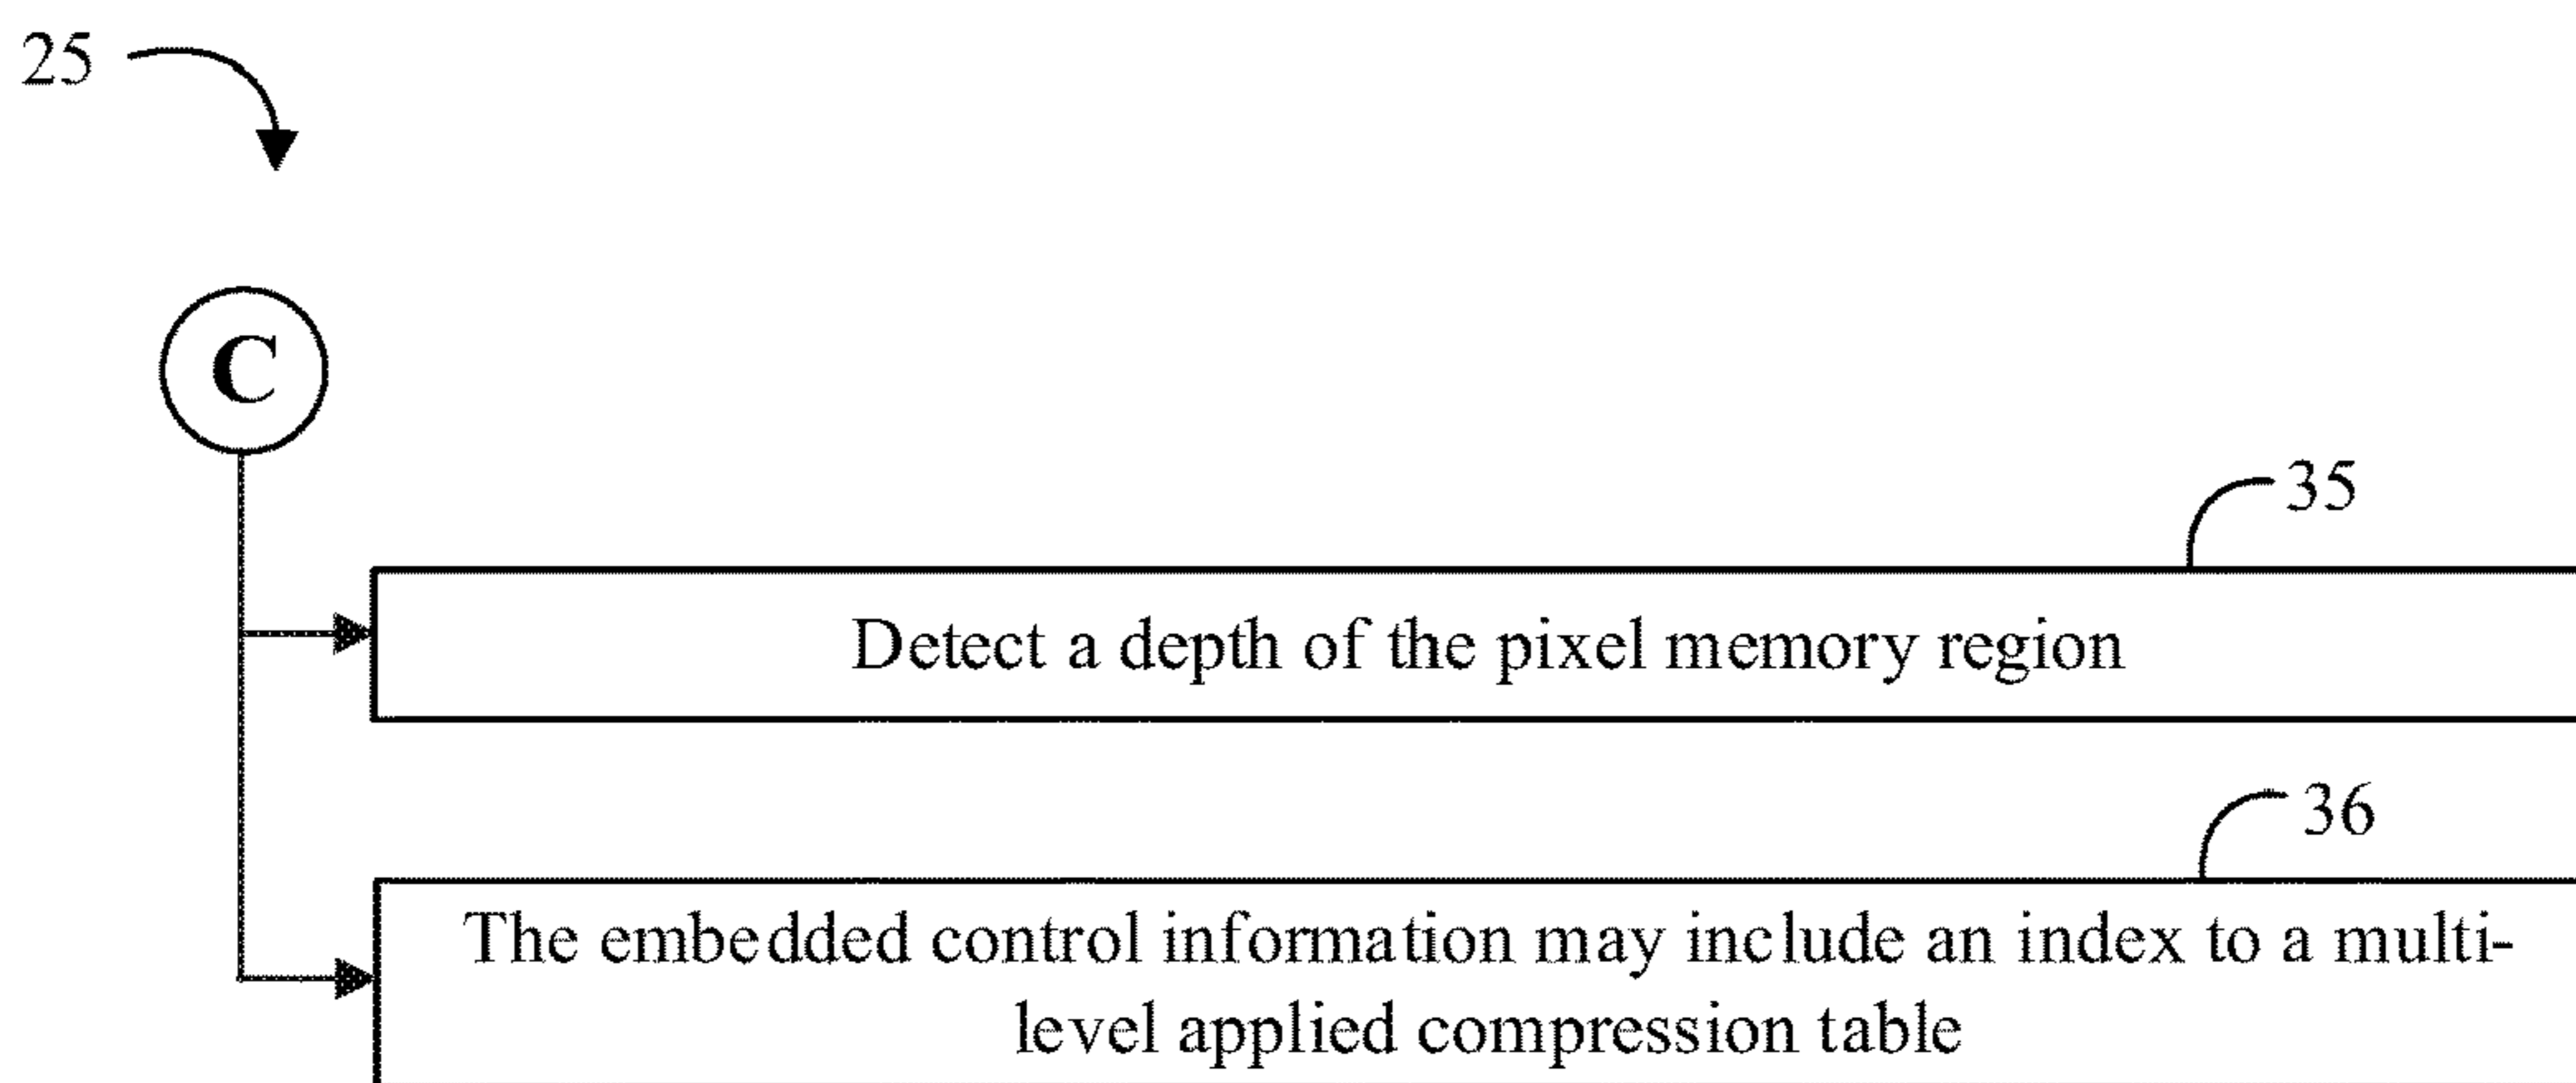 25
C
35
Detect a depth of the pixel memory region
36
The embedded control information may include an index to a multi-
level applied compression table